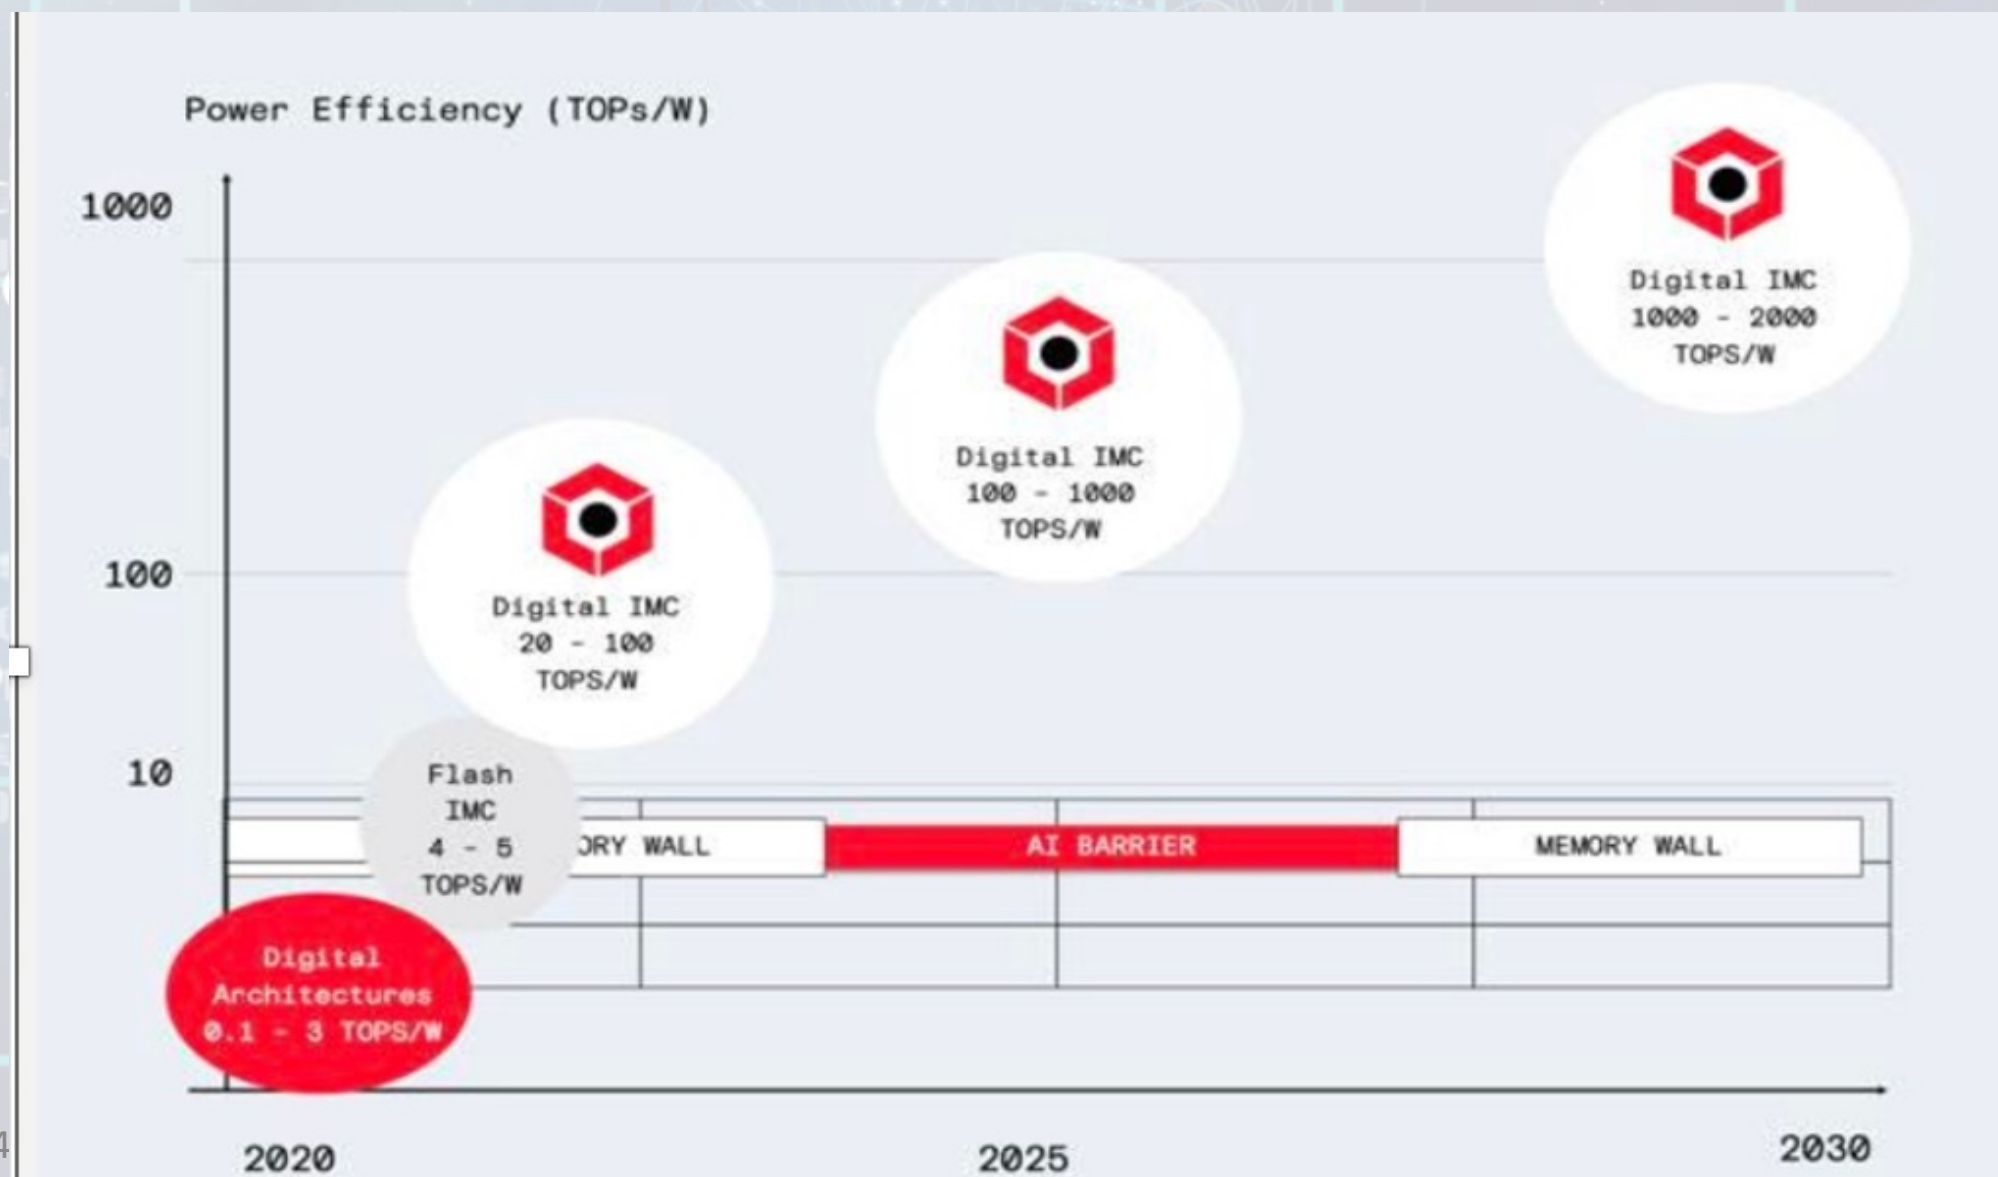 Power Efficiency (TOPs/W)
1000
Digital IMC
1000 - 2000
TOPS/W
Digital IMC
100 - 1000
TOPS/W
100
Digital IMC
20 - 100
TOPS/W
10
Flash
IMC
4 - 5
TOPS/W
ORY WALL
AI BARRIER
MEMORY WALL
Digital
Architectures
0.1 - 3 TOPS/W
4
2020
2025
2030